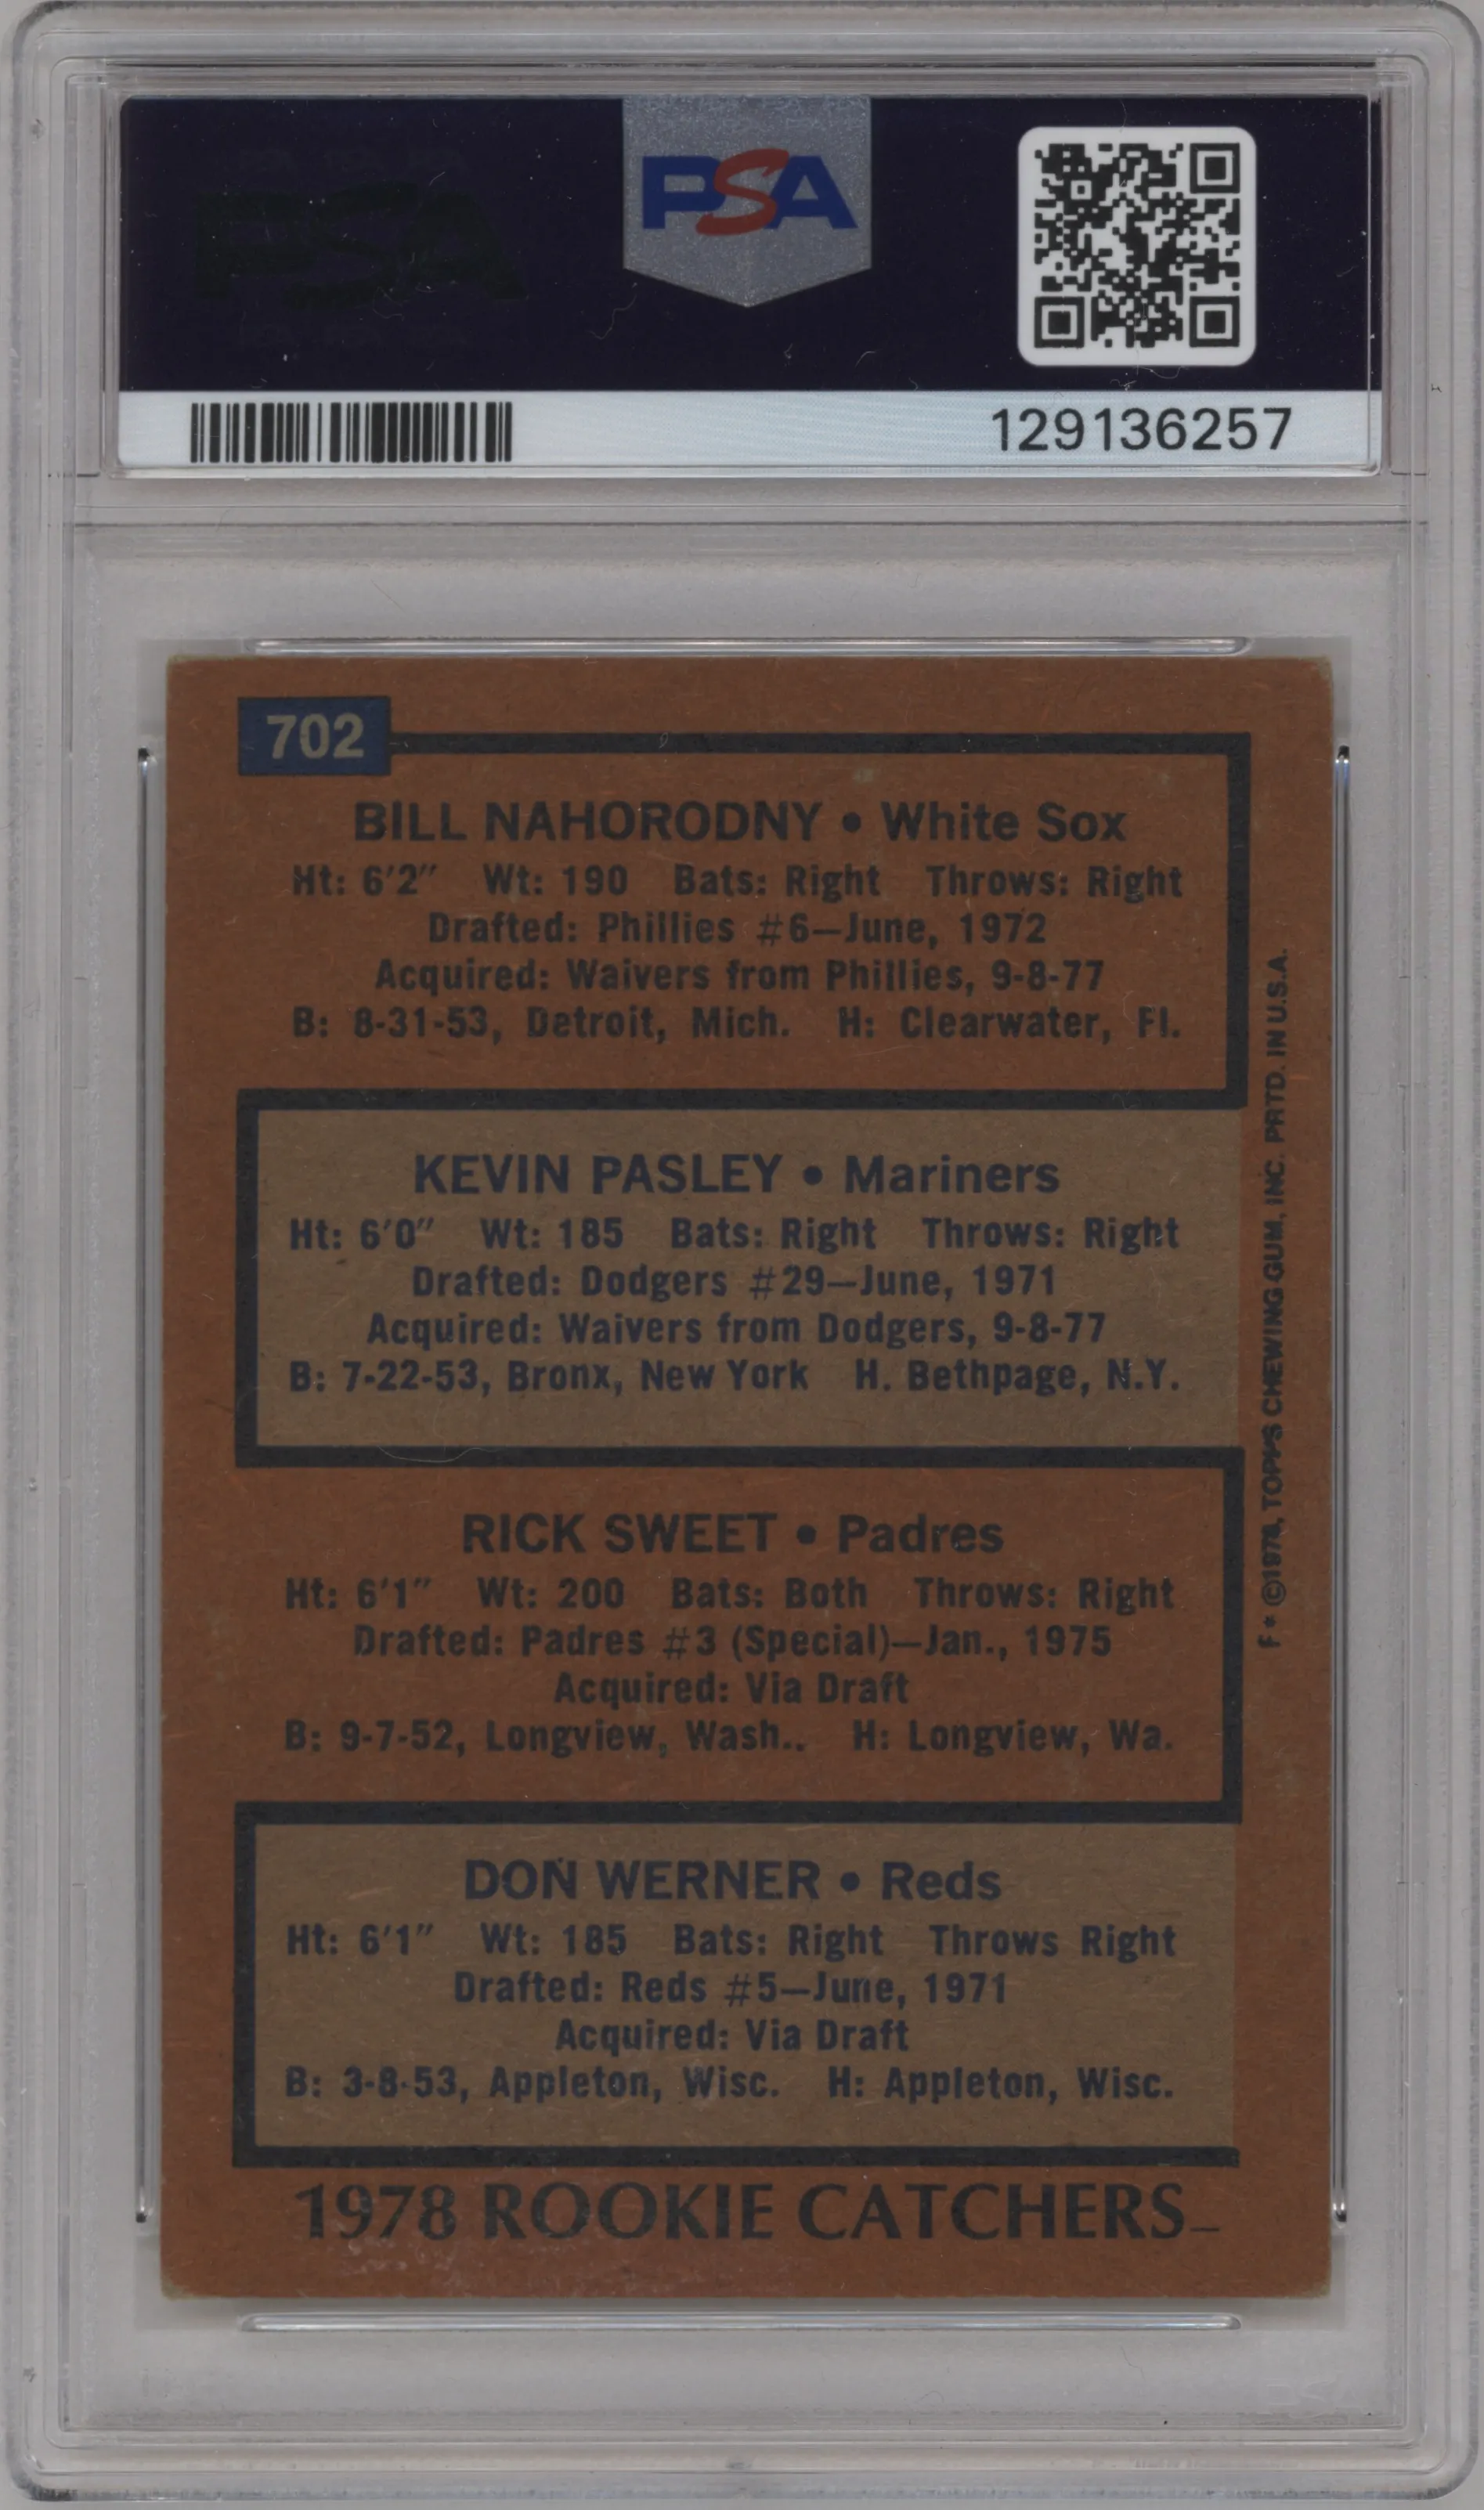 PSA
PSA
129136257
702
BILL NAHORODNY • White Sox
Ht: 6'2" Wt: 190 Bats: Right Throws: Right
Drafted: Phillies #6—June, 1972
Acquired: Waivers from Phillies, 9-8-77
B: 8-31-53, Detroit, Mich. H: Clearwater, Fl.
KEVIN PASLEY • Mariners
Ht: 6'0" Wt: 185 Bats: Right Throws: Right
Drafted: Dodgers #29—June, 1971
Acquired: Waivers from Dodgers, 9-8-77
B: 7-22-53, Bronx, New York H. Bethpage, N.Y.
RICK SWEET • Padres
Ht: 6'1" Wt: 200 Bats: Both Throws: Right
Drafted: Padres #3 (Special)—Jan., 1975
Acquired: Via Draft
B: 9-7-52, Longview, Wash.. H: Longview, Wa.
DON WERNER • Reds
Ht: 6'1" Wt: 185 Bats: Right Throws Right
Drafted: Reds #5—June, 1971
Acquired: Via Draft
B: 3-8-53, Appleton, Wisc. H: Appleton, Wisc.
1978 ROOKIE CATCHERS
F* ©1978, TOPPS CHEWING GUM, INC. PRTD. IN U.S.A.